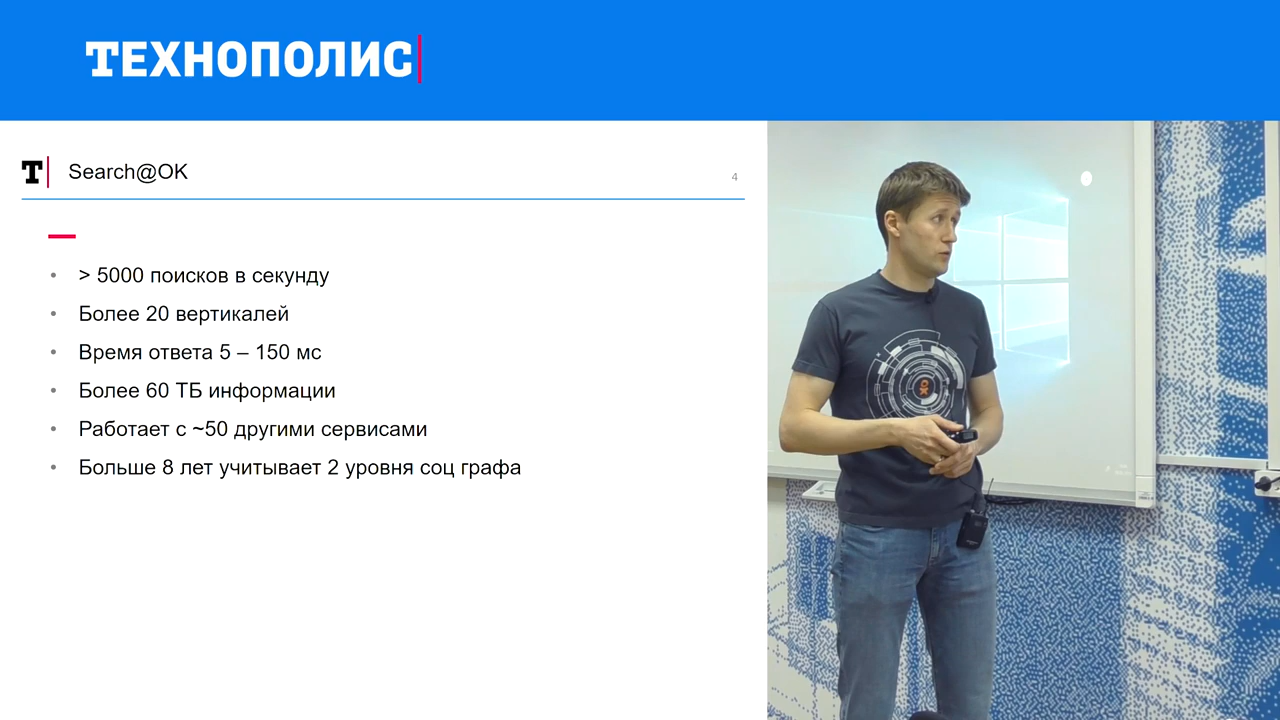 ТЕХНОПОЛИС
Т
Search@OK
4
> 5000 поисков в секунду
Более 20 вертикалей
Время ответа 5 – 150 мс
Более 60 ТБ информации
Работает с ~50 другими сервисами
Больше 8 лет учитывает 2 уровня соц графа